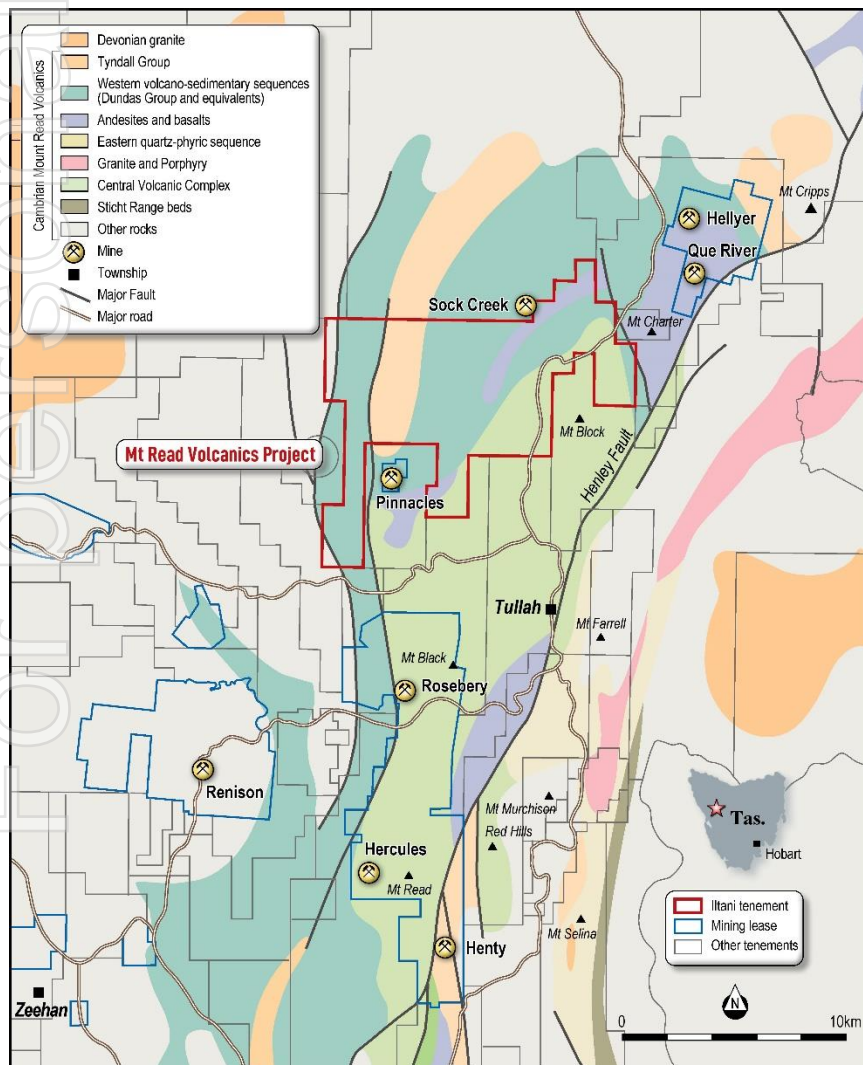 Devonian granite
Tyndall Group
Western volcano-sedimentary sequences
(Dundas Group and equivalents)
Andesites and basalts
Eastern quartz-phyric sequence
Granite and Porphyry
Central Volcanic Complex
Sticht Range beds
Other rocks
Cambrian Mount Read Volcanics
Mine
Township
Major Fault
Major road
Mt Cripps
Hellyer
Que River
Sock Creek
Mt Charter
Mt Block
Henley Fault
Mt Read Volcanics Project
Pinnacles
Tullah
Mt Farrell
Mt Black
Rosebery
Renison
Mt Murchison
Red Hills
Tas.
Hobart
Hercules
Mt Read
Mt Selina
Henty
Zeehan
Iltani tenement
Mining lease
Other tenements
N
0 10km
For personal